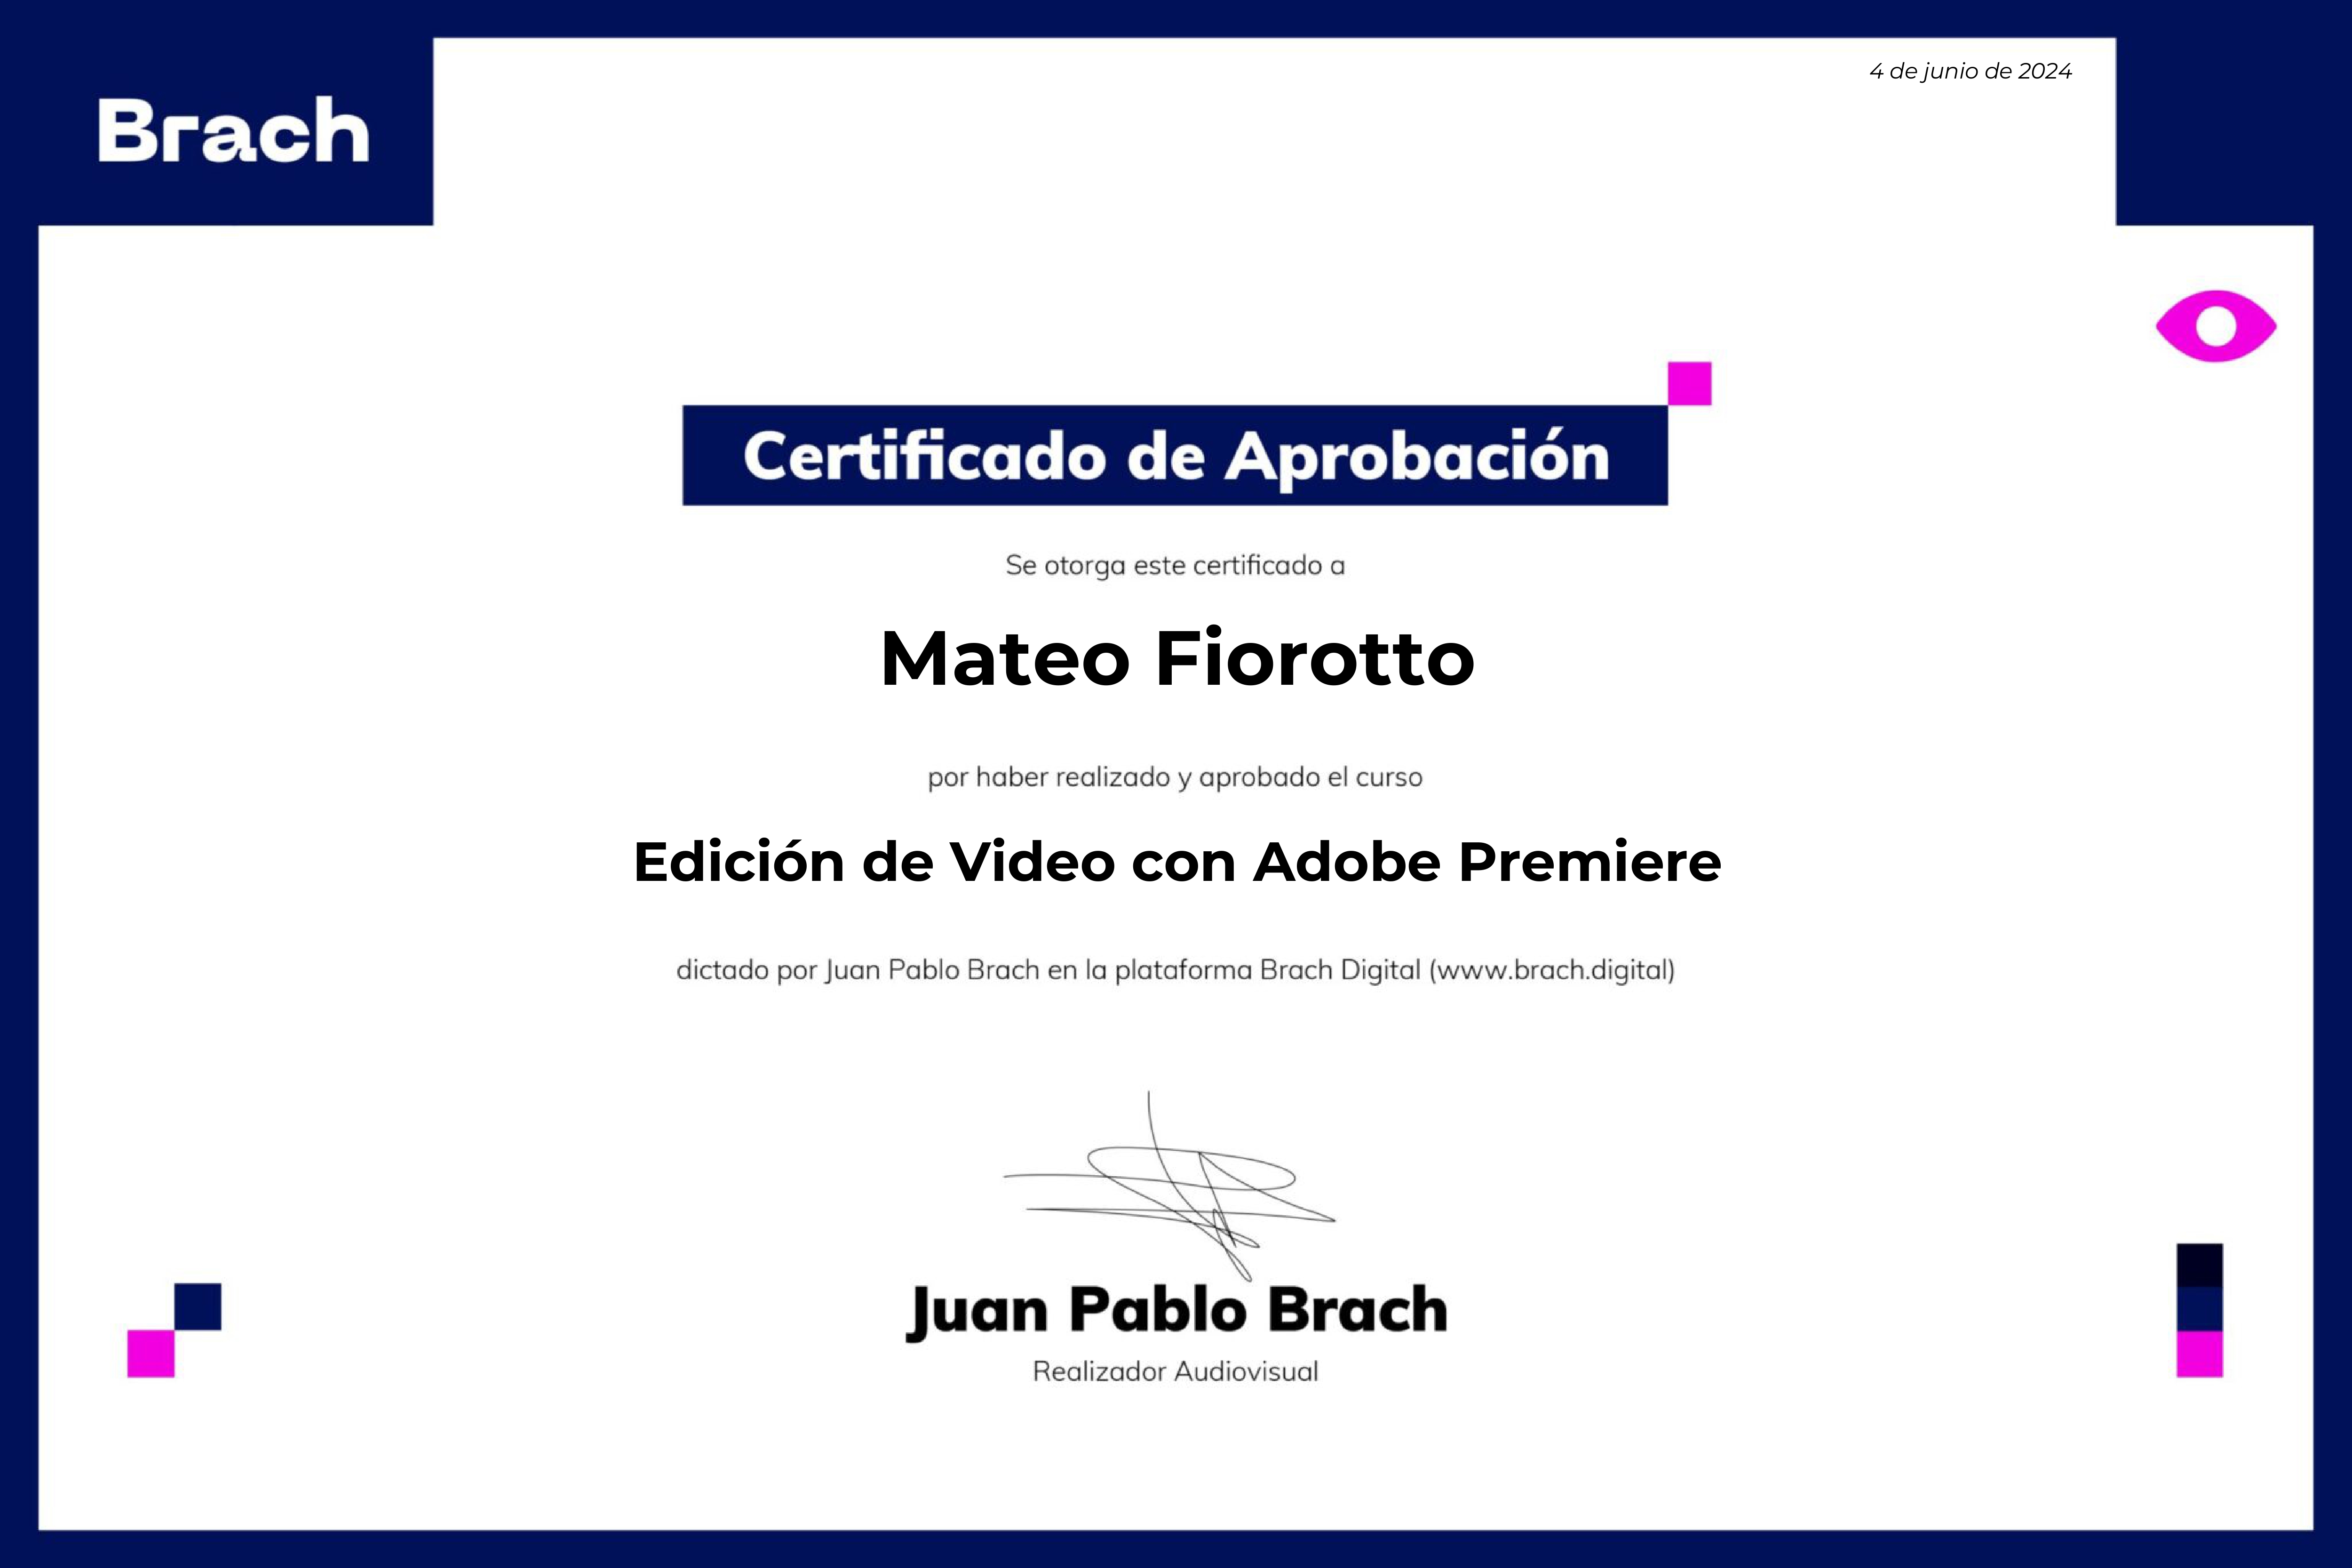 4 de junio de 2024
Brach
Certificado de Aprobación
Se otorga este certificado a
Mateo Fiorotto
por haber realizado y aprobado el curso
Edición de Video con Adobe Premiere
dictado por Juan Pablo Brach en la plataforma Brach Digital (www.brach.digital)
Juan Pablo Brach
Realizador Audiovisual